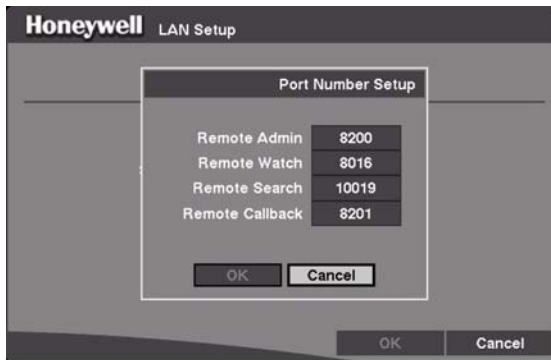 Honeywell LAN Setup
Port Number Setup
Remote Admin 8200
Remote Watch 8016
Remote Search 10019
Remote Callback 8201
OK Cancel
OK Cancel